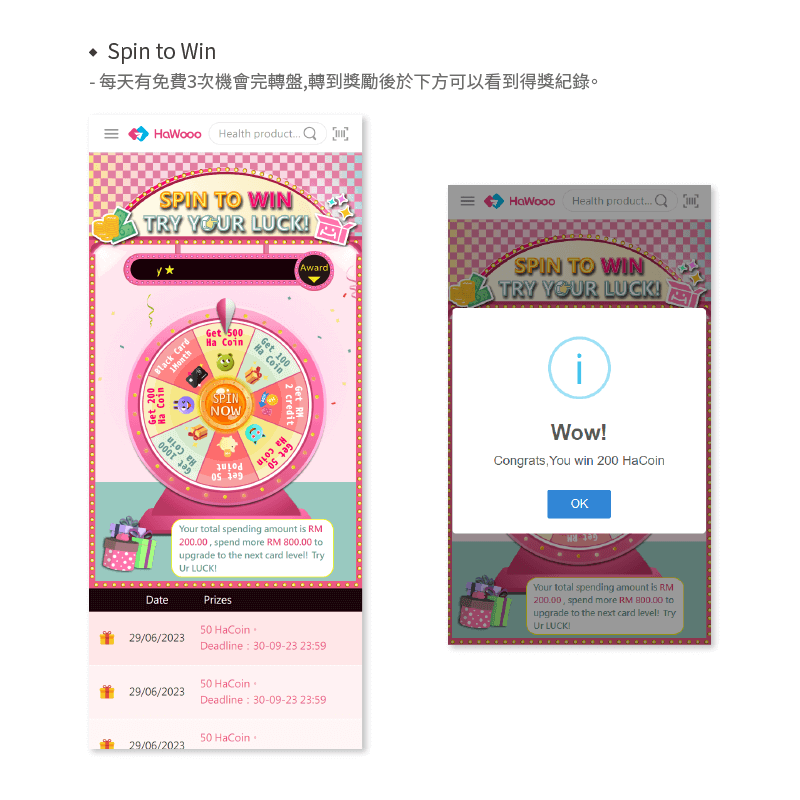 Spin to Win
- 每天有免費3次機會完轉盤,轉到獎勵後於下方可以看到得獎紀錄。
HaWooo
Health product...
SPIN TO WIN
TRY YOUR LUCK!
y★
Award
Get 500
Ha Coin
Get 100
Ha Coin
Get RM
2 credit
Get 50
Ha Coin
Get 50
Point
Get 1000
Ha Coin
Get 200
Ha Coin
Black Card
1Month
SPIN
NOW
Your total spending amount is RM
200.00 , spend more RM 800.00 to
upgrade to the next card level! Try
Ur LUCK!
Date Prizes
29/06/2023
50 HaCoin。
Deadline : 30-09-23 23:59
29/06/2023
50 HaCoin。
Deadline : 30-09-23 23:59
29/06/2023
50 HaCoin。
HaWooo
Health product...
SPIN TO WIN
TRY YOUR LUCK!
i
Wow!
Congrats,You win 200 HaCoin
OK
Get 50
Your total spending amount is RM
200.00 , spend more RM 800.00 to
upgrade to the next card level! Try
Ur LUCK!